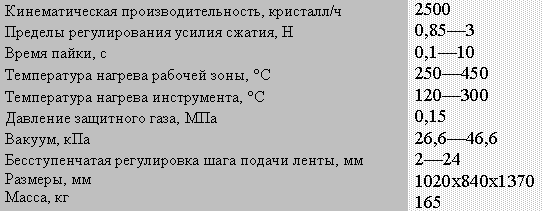 Кинематическая производительность, кристалл/ч 2500
Пределы регулирования усилия сжатия, Н 0,85—3
Время пайки, с 0,1—10
Температура нагрева рабочей зоны, °С 250—450
Температура нагрева инструмента, °С 120—300
Давление защитного газа, МПа 0,15
Вакуум, кПа 26,6—46,6
Бесступенчатая регулировка шага подачи ленты, мм 2—24
Размеры, мм 1020х840х1370
Масса, кг 165